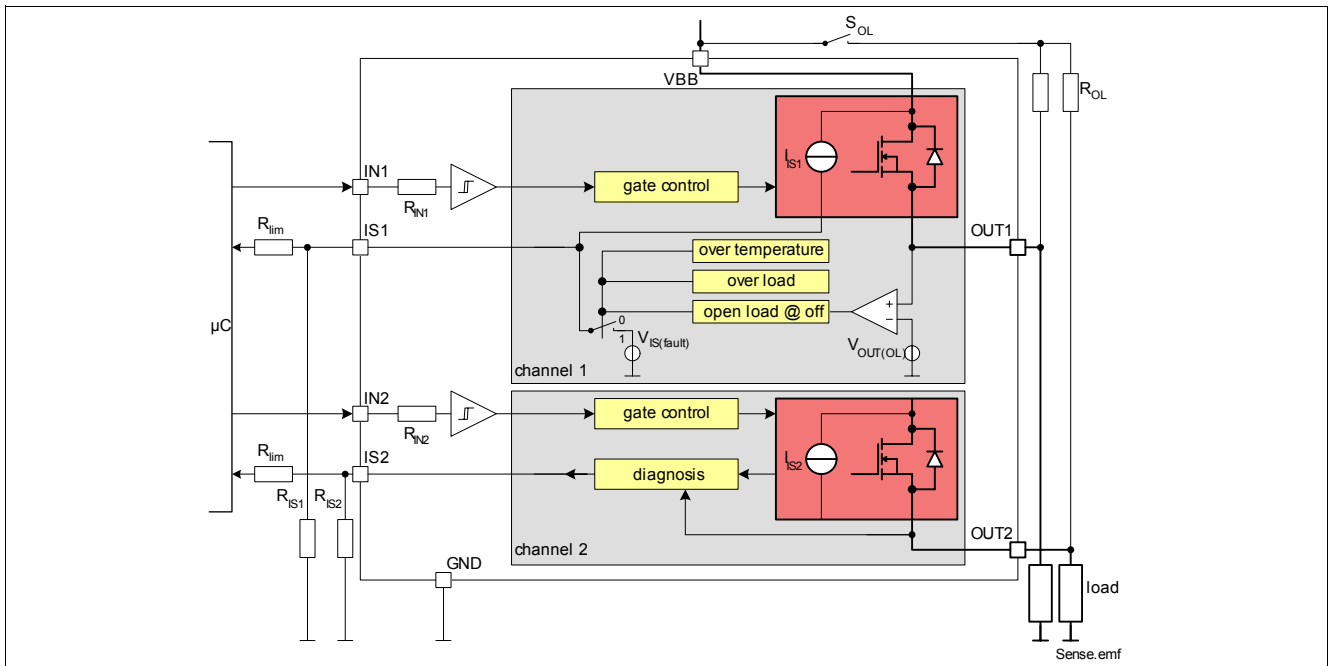 S_OL
VBB
R_OL
IN1
R_IN1
gate control
I_IS1
R_lim
IS1
OUT1
over temperature
over load
open load @ off
µC
0
1
V_IS(fault)
V_OUT(OL)
channel 1
IN2
R_IN2
gate control
I_IS2
R_lim
IS2
diagnosis
R_IS1
R_IS2
OUT2
channel 2
GND
load
Sense.emf